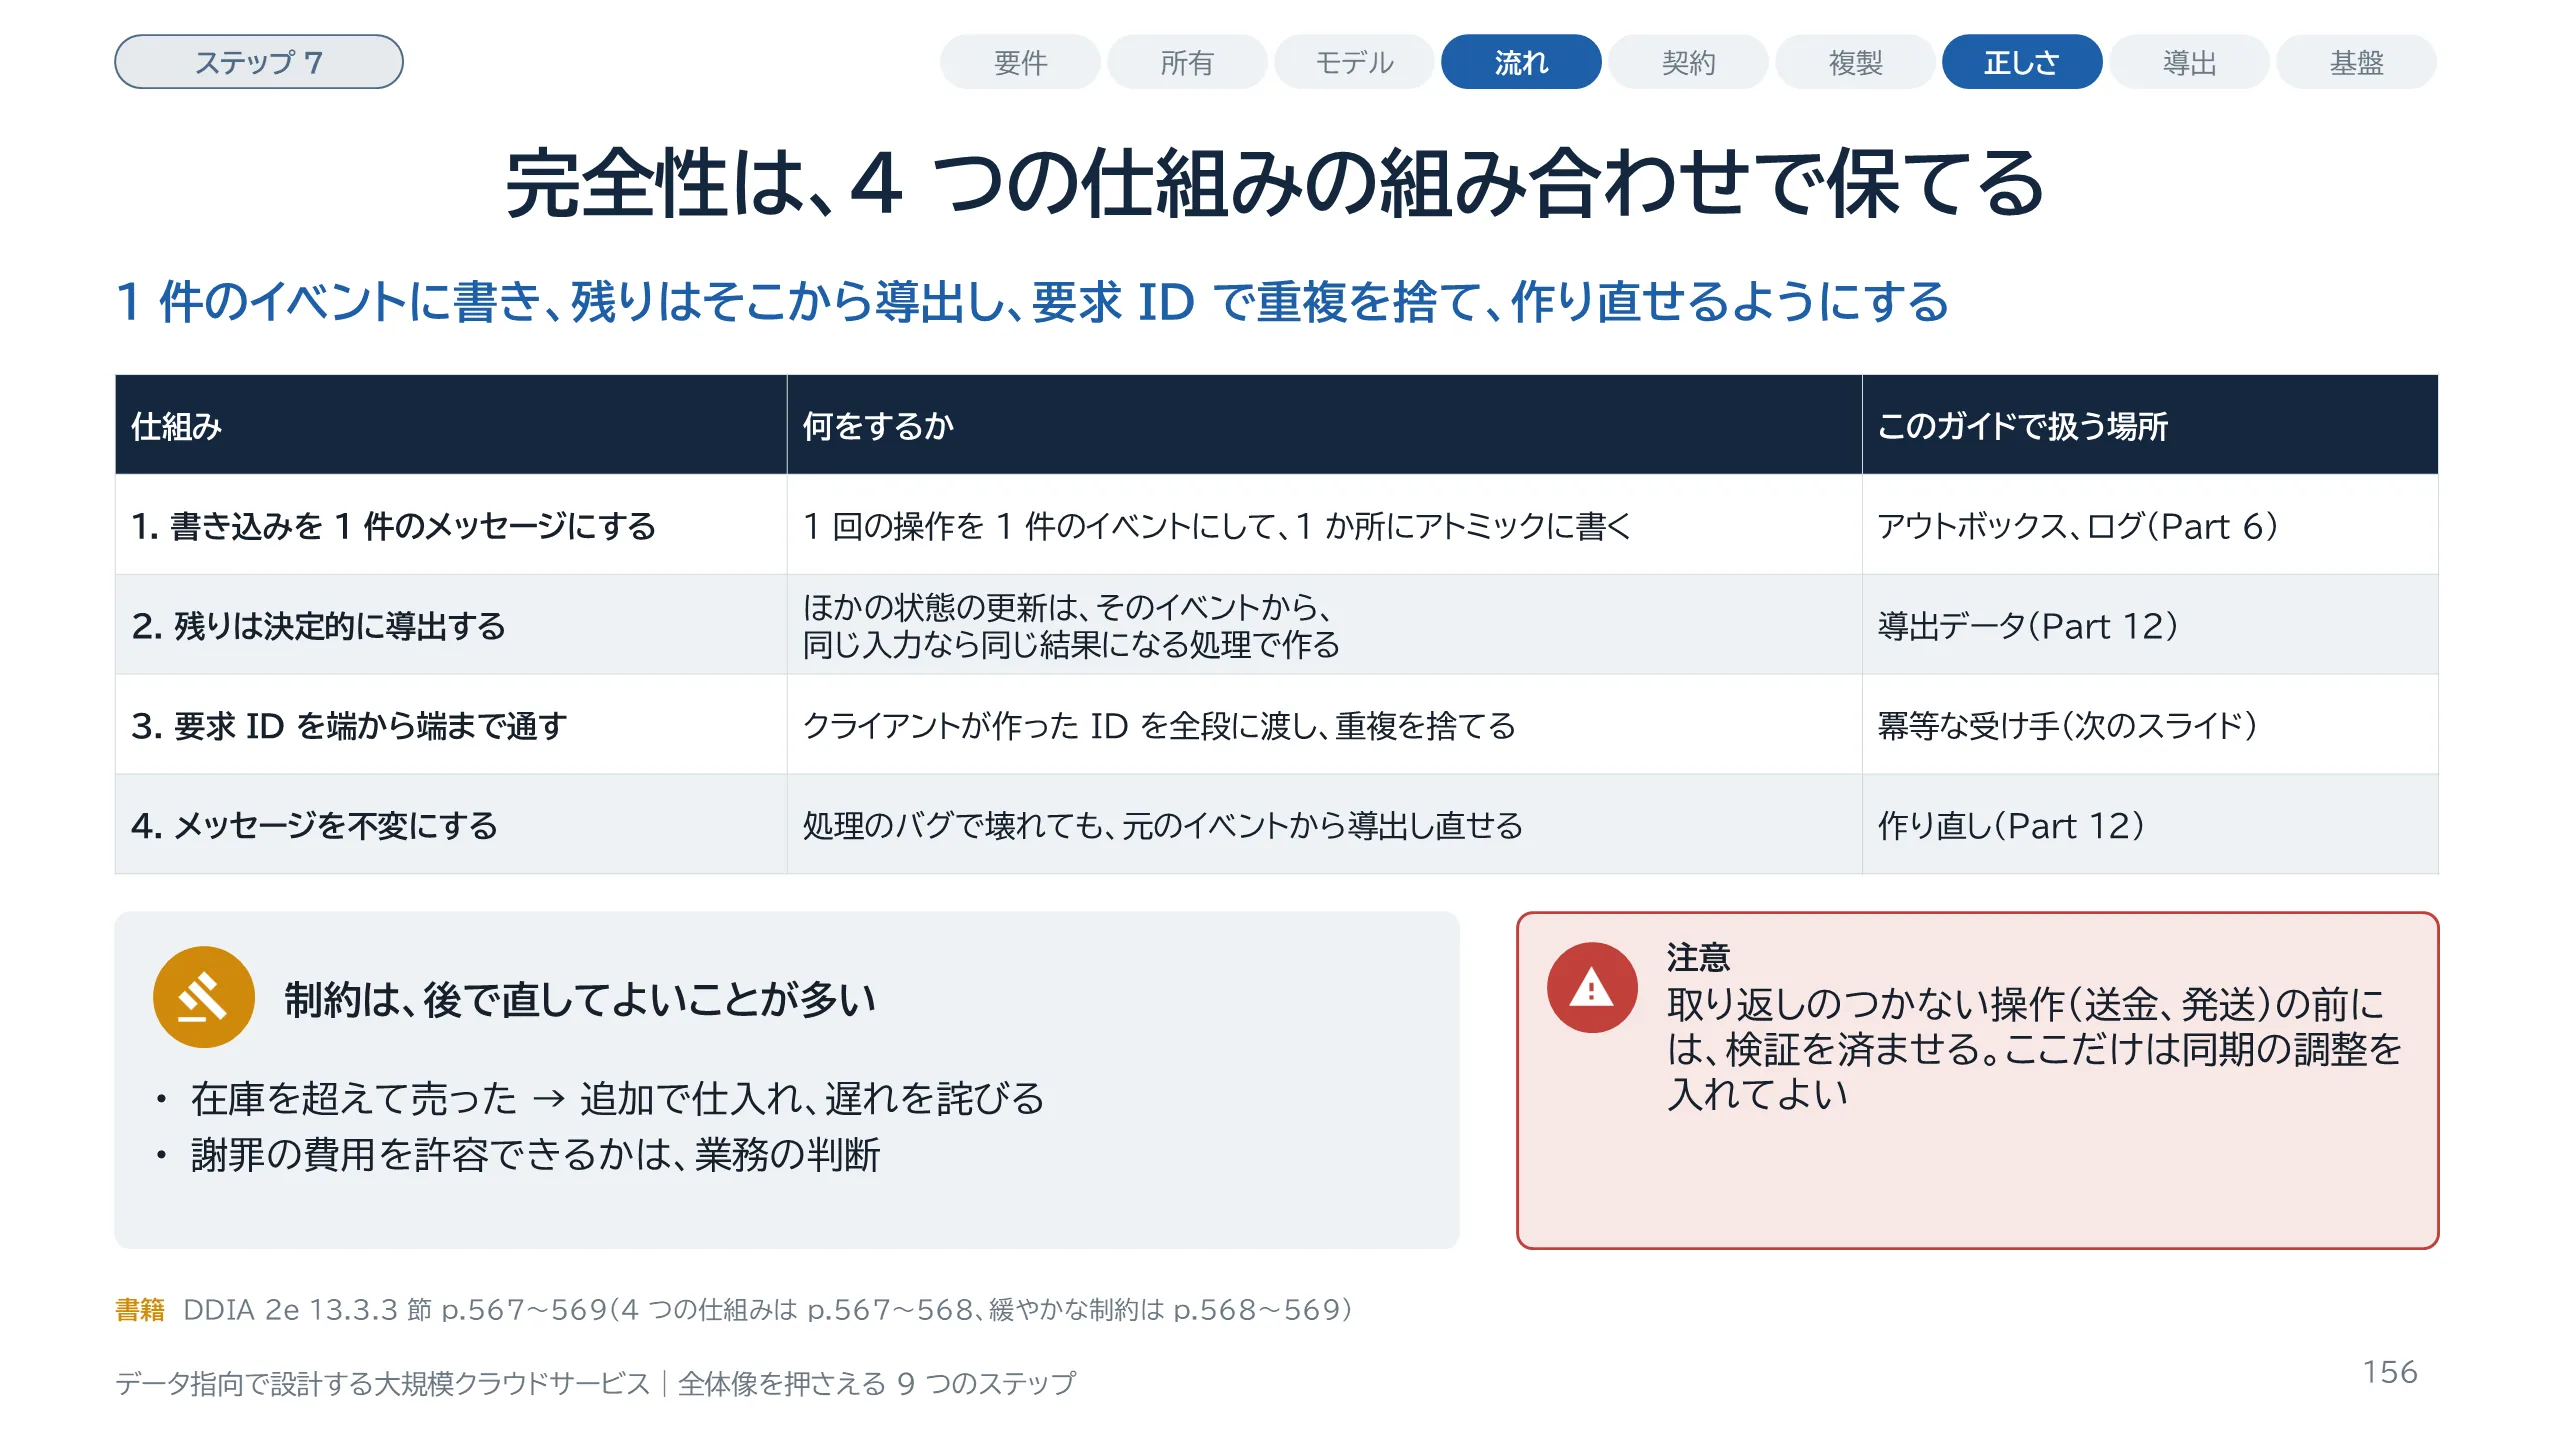 ステップ 7
要件
所有
モデル
流れ
契約
複製
正しさ
導出
基盤
完全性は、4 つの仕組みの組み合わせで保てる
1 件のイベントに書き、残りはそこから導出し、要求 ID で重複を捨て、作り直せるようにする
仕組み
何をするか
このガイドで扱う場所
1. 書き込みを 1 件のメッセージにする
1 回の操作を 1 件のイベントにして、1 か所にアトミックに書く
アウトボックス、ログ（Part 6）
2. 残りは決定的に導出する
ほかの状態の更新は、そのイベントから、
同じ入力なら同じ結果になる処理で作る
導出データ（Part 12）
3. 要求 ID を端から端まで通す
クライアントが作った ID を全段に渡し、重複を捨てる
冪等な受け手（次のスライド）
4. メッセージを不変にする
処理のバグで壊れても、元のイベントから導出し直せる
作り直し（Part 12）
制約は、後で直してよいことが多い
• 在庫を超えて売った → 追加で仕入れ、遅れを詫びる
• 謝罪の費用を許容できるかは、業務の判断
注意
取り返しのつかない操作（送金、発送）の前に
は、検証を済ませる。ここだけは同期の調整を
入れてよい
書籍 DDIA 2e 13.3.3 節 p.567～569（4 つの仕組みは p.567～568、緩やかな制約は p.568～569）
データ指向で設計する大規模クラウドサービス｜全体像を押さえる 9 つのステップ
156